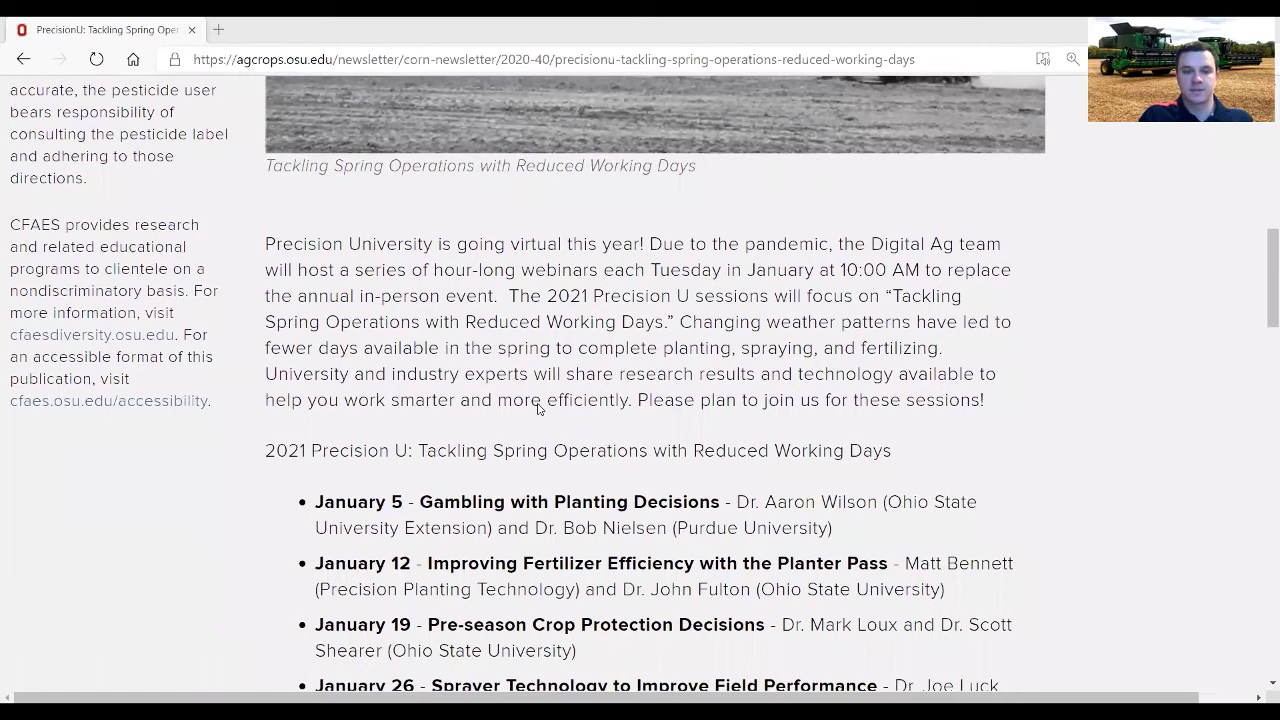 PrecisionU: Tackling Spring Oper
https://agcrops.osu.edu/newsletter/corn-newsletter/2020-40/precisionu-tackling-spring-operations-reduced-working-days
accurate, the pesticide user
bears responsibility of
consulting the pesticide label
and adhering to those
directions.
CFAES provides research
and related educational
programs to clientele on a
nondiscriminatory basis. For
more information, visit
cfaesdiversity.osu.edu. For
an accessible format of this
publication, visit
cfaes.osu.edu/accessibility.
Tackling Spring Operations with Reduced Working Days
Precision University is going virtual this year! Due to the pandemic, the Digital Ag team
will host a series of hour-long webinars each Tuesday in January at 10:00 AM to replace
the annual in-person event. The 2021 Precision U sessions will focus on “Tackling
Spring Operations with Reduced Working Days.” Changing weather patterns have led to
fewer days available in the spring to complete planting, spraying, and fertilizing.
University and industry experts will share research results and technology available to
help you work smarter and more efficiently. Please plan to join us for these sessions!
2021 Precision U: Tackling Spring Operations with Reduced Working Days
• January 5 - Gambling with Planting Decisions - Dr. Aaron Wilson (Ohio State
University Extension) and Dr. Bob Nielsen (Purdue University)
• January 12 - Improving Fertilizer Efficiency with the Planter Pass - Matt Bennett
(Precision Planting Technology) and Dr. John Fulton (Ohio State University)
• January 19 - Pre-season Crop Protection Decisions - Dr. Mark Loux and Dr. Scott
Shearer (Ohio State University)
• January 26 - Sprayer Technology to Improve Field Performance - Dr. Joe Luck